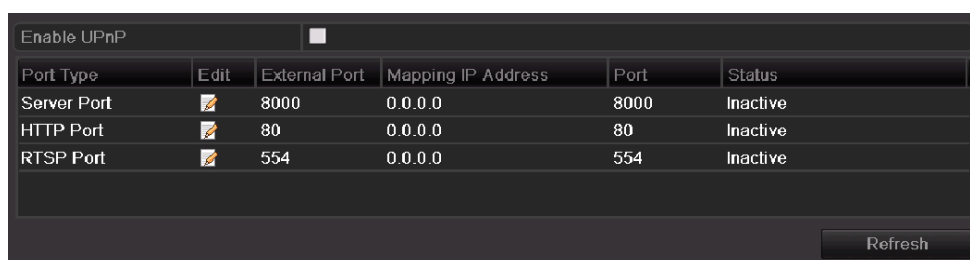 Enable UPnP
Port Type Edit External Port Mapping IP Address Port Status
Server Port 8000 0.0.0.0 8000 Inactive
HTTP Port 80 0.0.0.0 80 Inactive
RTSP Port 554 0.0.0.0 554 Inactive
Refresh